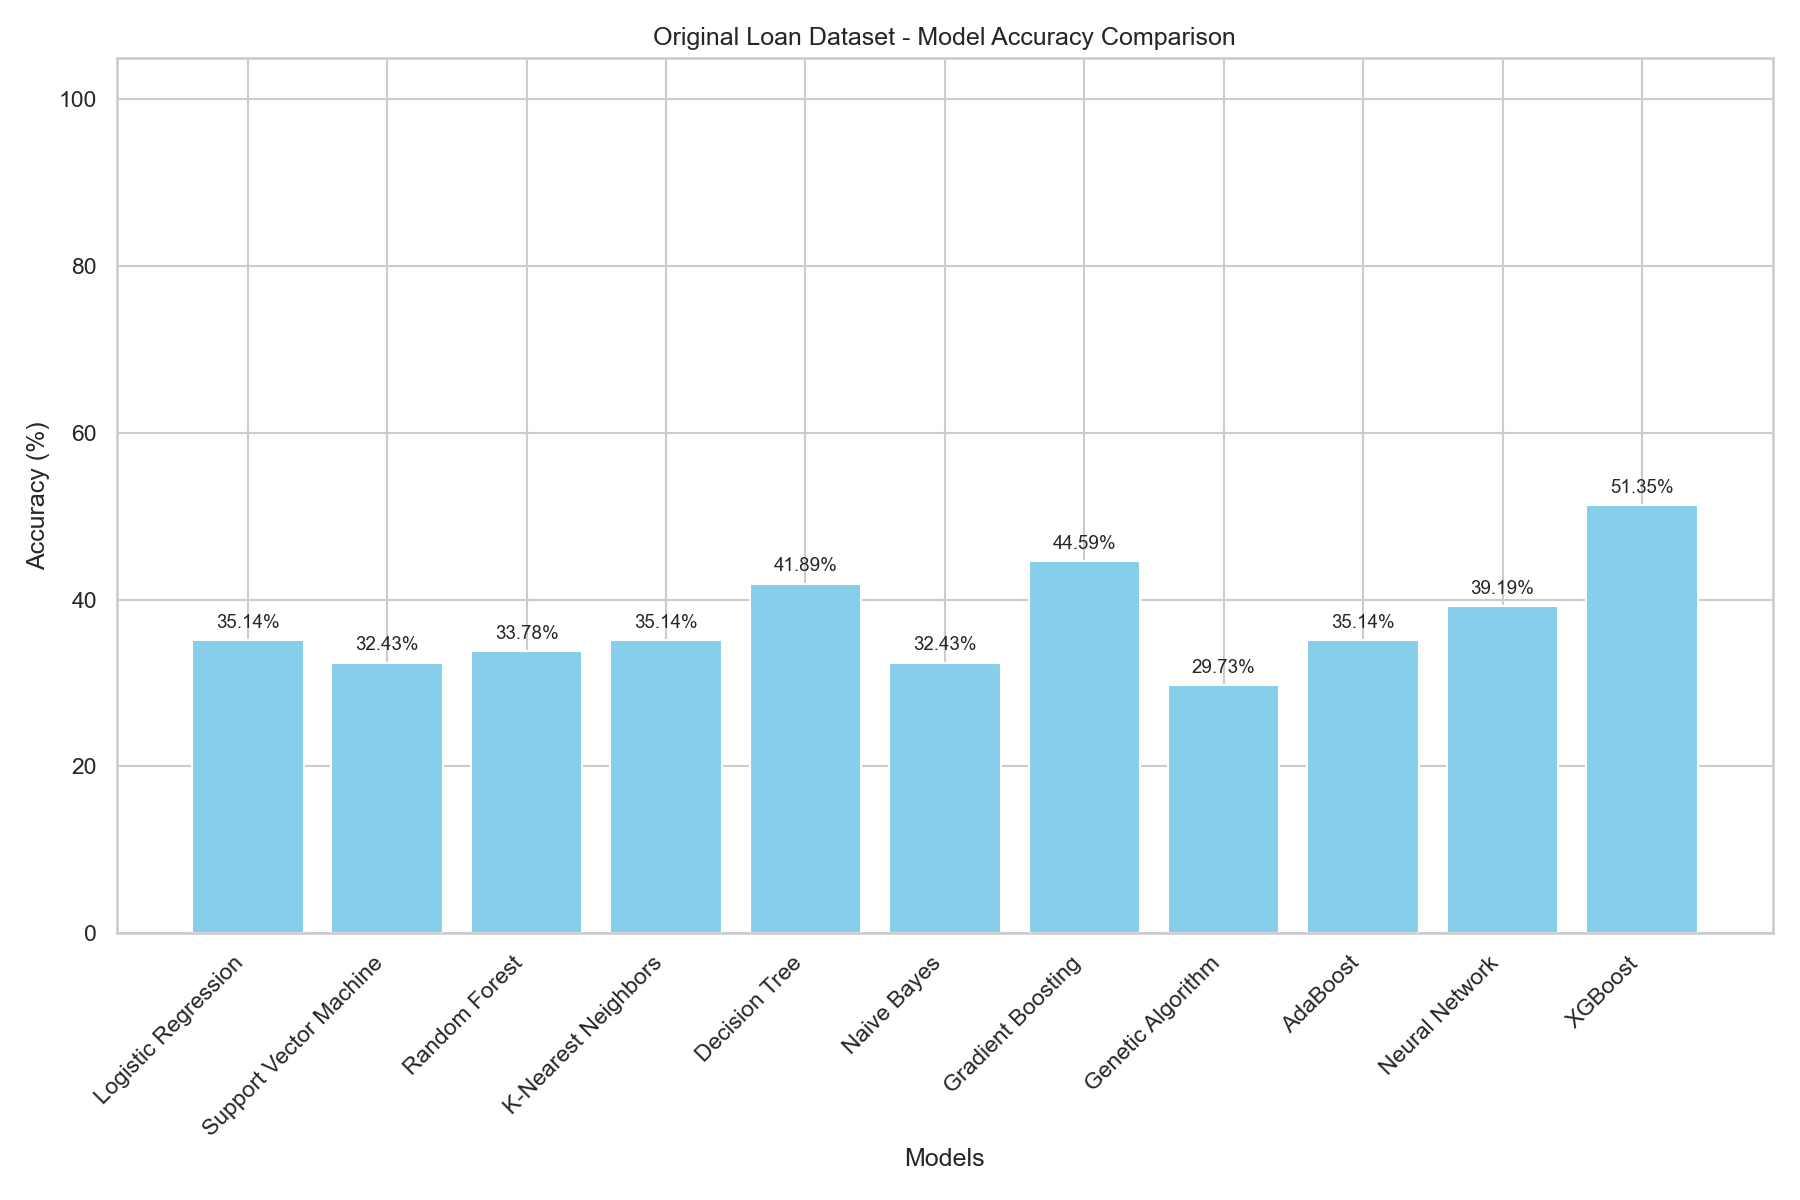 Original Loan Dataset - Model Accuracy Comparison
Accuracy (%)
100
80
60
40
20
0
35.14%
32.43%
33.78%
35.14%
41.89%
32.43%
44.59%
29.73%
35.14%
39.19%
51.35%
Logistic Regression
Support Vector Machine
Random Forest
K-Nearest Neighbors
Decision Tree
Naive Bayes
Gradient Boosting
Genetic Algorithm
AdaBoost
Neural Network
XGBoost
Models